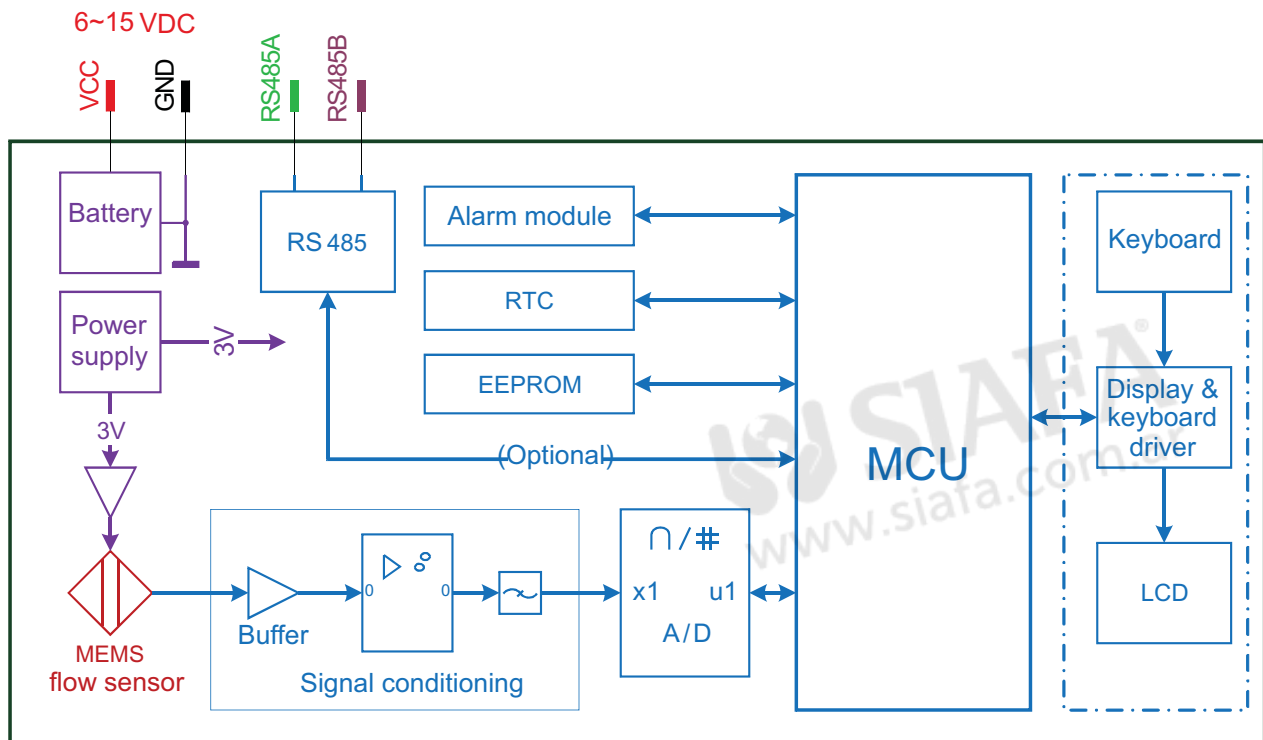 6~15 VDC
VCC
GND
RS485A
RS485B
Battery
RS 485
Alarm module
Keyboard
RTC
Power
supply
3V
EEPROM
Display &
keyboard
driver
3V
(Optional)
MCU
SIAFA®
www.siafa.com.ar
∩/#
0
0
x1
u1
A/D
LCD
Buffer
MEMS
flow sensor
Signal conditioning